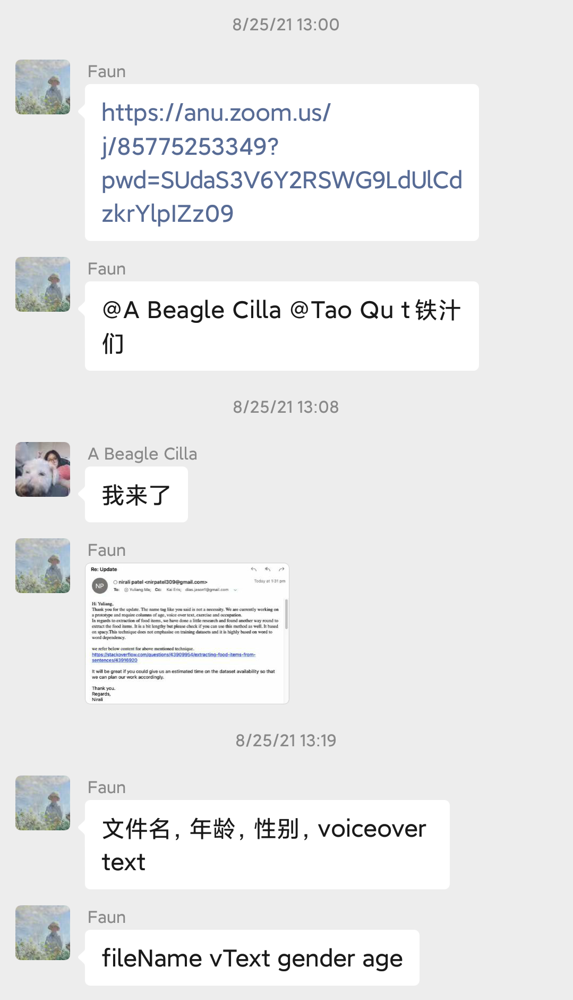 8/25/21 13:00
Faun
https://anu.zoom.us/
j/85775253349?
pwd=SUdaS3V6Y2RSWG9LdUlCd
zkrYlpIZz09
Faun
@A Beagle Cilla @Tao Qu t铁汁
们
8/25/21 13:08
A Beagle Cilla
我来了
Faun
Re: Update
NP
nirali patel <nirpatel309@gmail.com>
Today at 1:31 pm
To: Yuliang Ma; Cc: Kai Eris; dias.jason1@gmail.com
Hi Yuliang,
Thank you for the update. The name tag like you said is not a necessity. We are currently working on
a prototype and require columns of age, voice over text, exercise and occupation.
In regards to extraction of food items, we have done a little research and found another way round to
extract the food items. It is a bit lengthy but please check if you can use this method as well. It based
on spacy.This technique does not emphasise on training datasets and it is highly based on word to
word dependency.
we refer below content for above mentioned technique.
https://stackoverflow.com/questions/43909954/extracting-food-items-from-
sentences/43916920
It will be great if you could give us an estimated time on the dataset availability so that
we can plan our work accordingly.
Thank you.
Regards,
Nirali
8/25/21 13:19
Faun
文件名, 年龄, 性别, voiceover
text
Faun
fileName vText gender age